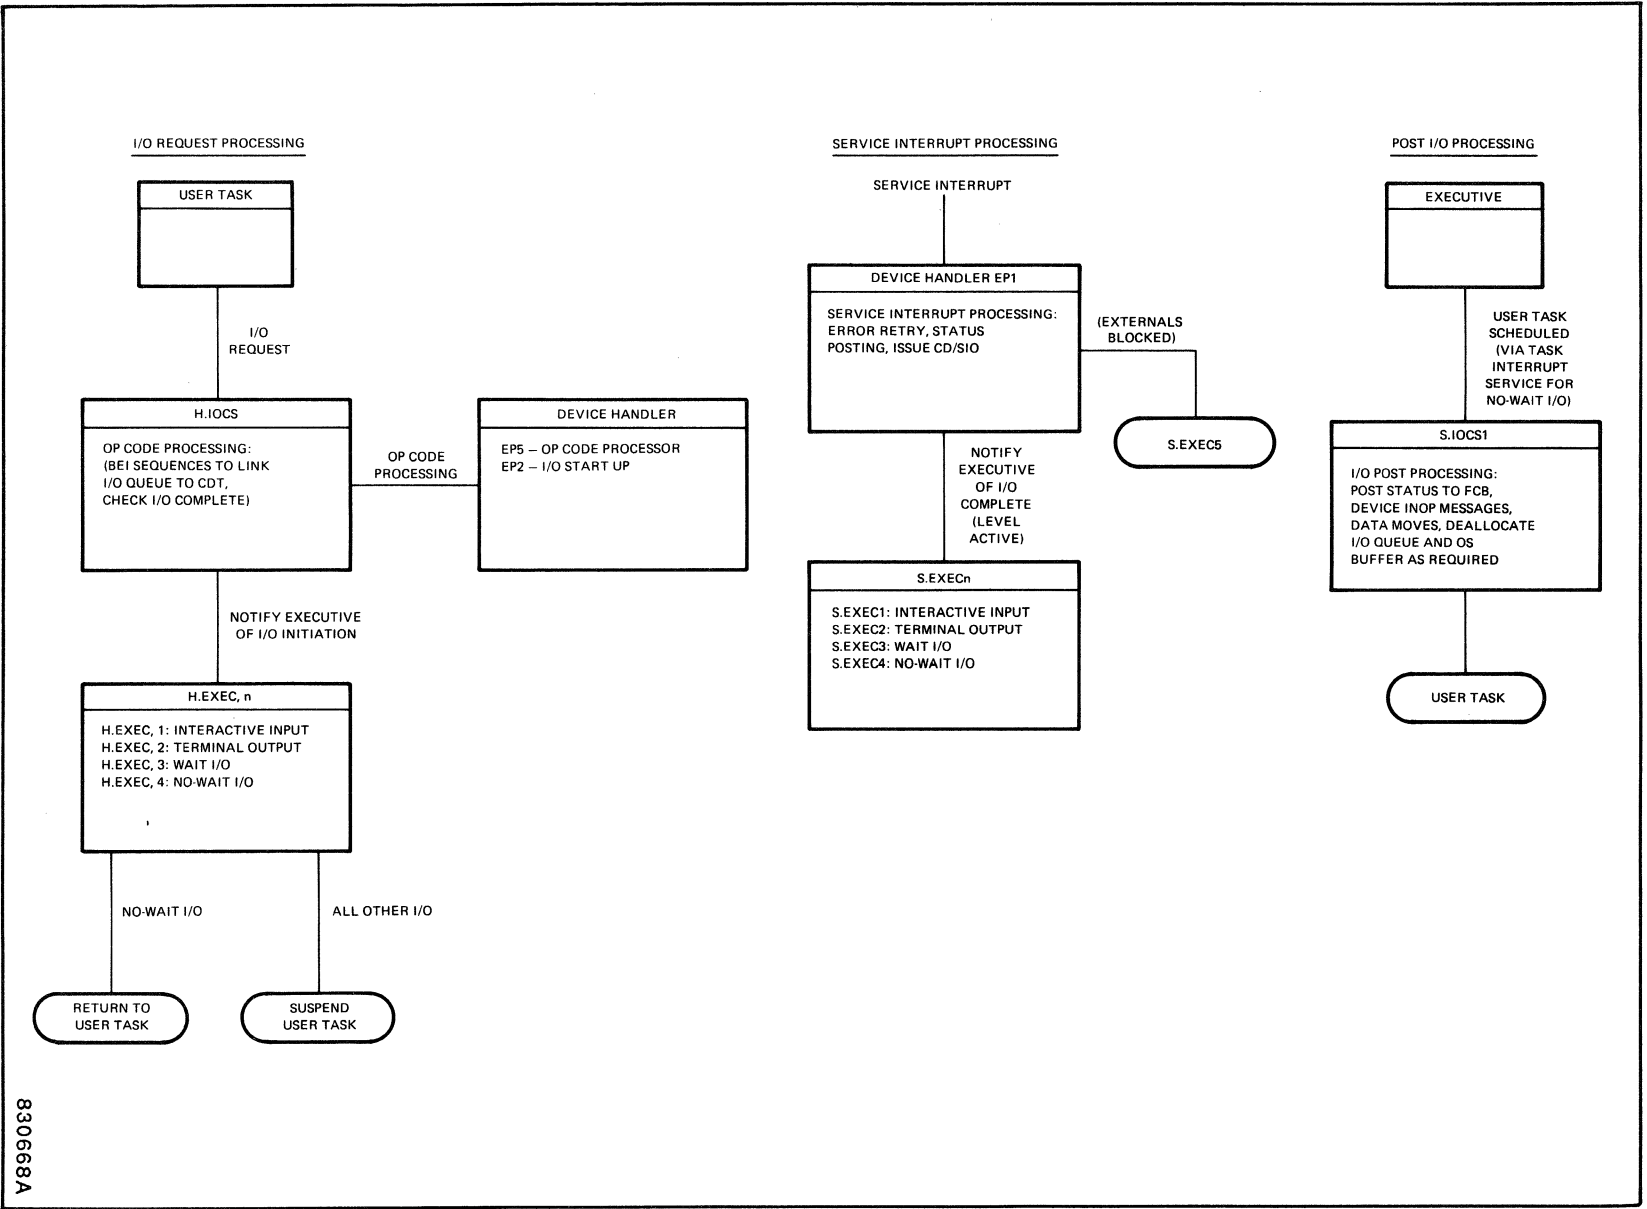 I/O REQUEST PROCESSING
USER TASK
I/O
REQUEST
H.IOCS
OP CODE PROCESSING:
(BEI SEQUENCES TO LINK
I/O QUEUE TO CDT,
CHECK I/O COMPLETE)
OP CODE
PROCESSING
DEVICE HANDLER
EP5 – OP CODE PROCESSOR
EP2 – I/O START UP
NOTIFY EXECUTIVE
OF I/O INITIATION
H.EXEC, n
H.EXEC, 1: INTERACTIVE INPUT
H.EXEC, 2: TERMINAL OUTPUT
H.EXEC, 3: WAIT I/O
H.EXEC, 4: NO-WAIT I/O
NO-WAIT I/O
ALL OTHER I/O
RETURN TO
USER TASK
SUSPEND
USER TASK
SERVICE INTERRUPT PROCESSING
SERVICE INTERRUPT
DEVICE HANDLER EP1
SERVICE INTERRUPT PROCESSING:
ERROR RETRY, STATUS
POSTING, ISSUE CD/SIO
(EXTERNALS
BLOCKED)
S.EXEC5
NOTIFY
EXECUTIVE
OF I/O
COMPLETE
(LEVEL
ACTIVE)
S.EXECn
S.EXEC1: INTERACTIVE INPUT
S.EXEC2: TERMINAL OUTPUT
S.EXEC3: WAIT I/O
S.EXEC4: NO-WAIT I/O
POST I/O PROCESSING
EXECUTIVE
USER TASK
SCHEDULED
(VIA TASK
INTERRUPT
SERVICE FOR
NO-WAIT I/O)
S.IOCS1
I/O POST PROCESSING:
POST STATUS TO FCB,
DEVICE INOP MESSAGES,
DATA MOVES, DEALLOCATE
I/O QUEUE AND OS
BUFFER AS REQUIRED
USER TASK
830668A